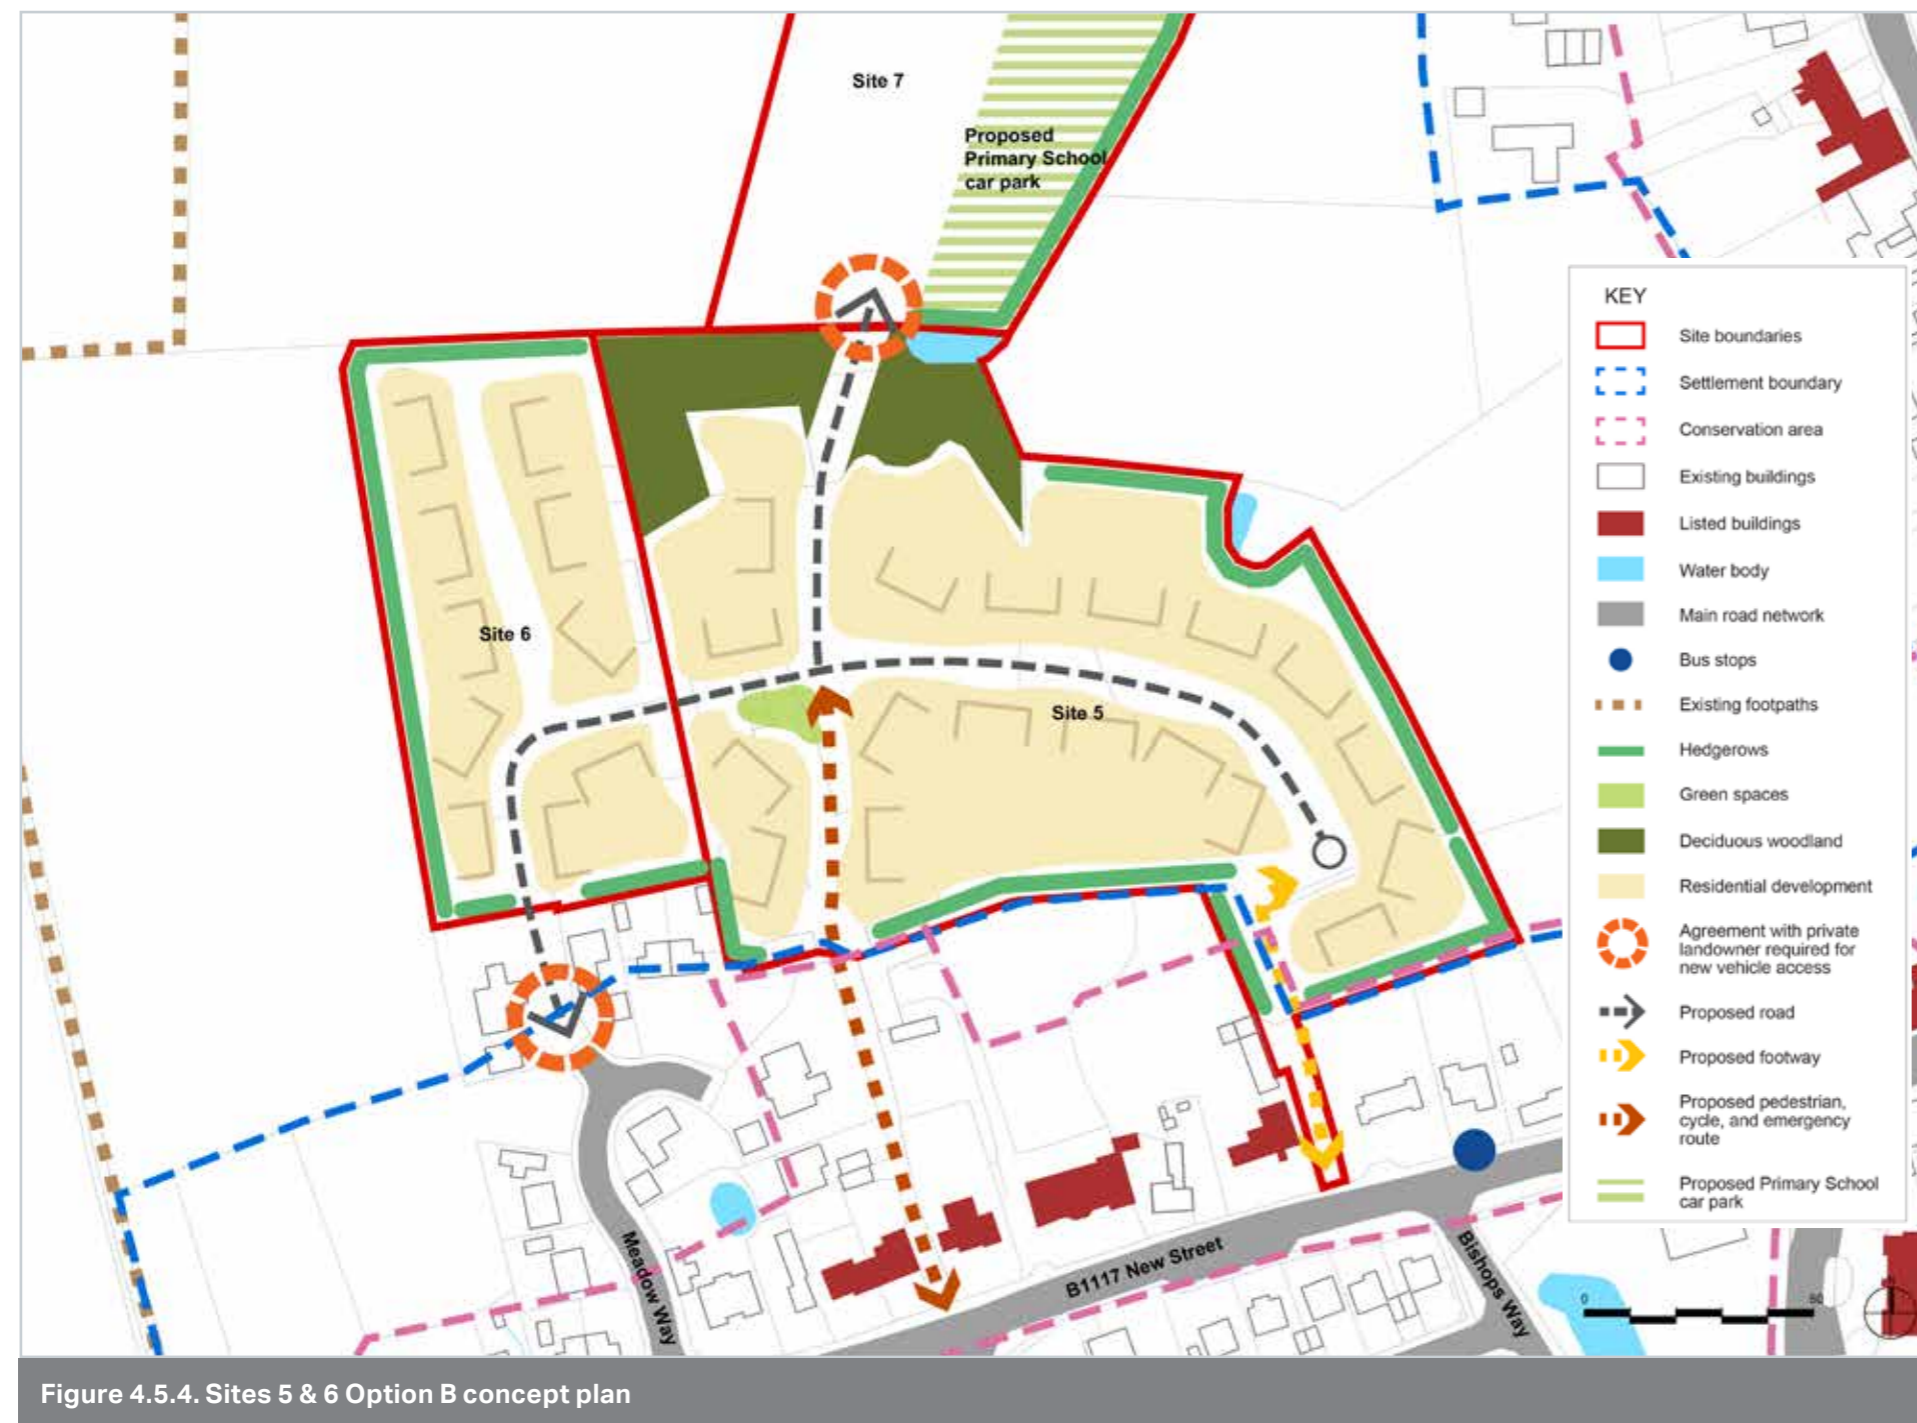 Site 7
Proposed
Primary School
car park
Site 6
Site 5
Meadow Way
B1117 New Street
Bishops Way
KEY
Site boundaries
Settlement boundary
Conservation area
Existing buildings
Listed buildings
Water body
Main road network
Bus stops
Existing footpaths
Hedgerows
Green spaces
Deciduous woodland
Residential development
Agreement with private
landowner required for
new vehicle access
Proposed road
Proposed footway
Proposed pedestrian,
cycle, and emergency
route
Proposed Primary School
car park
0 50
Figure 4.5.4. Sites 5 & 6 Option B concept plan